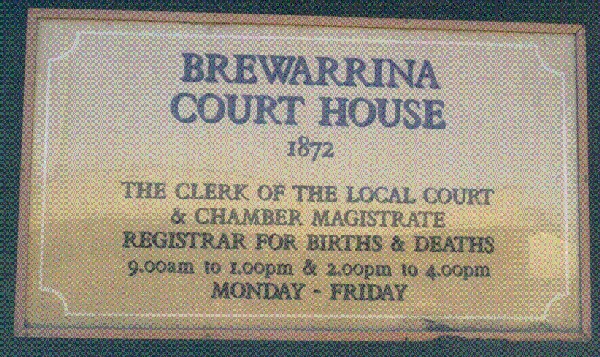 BREWARRINA
COURT HOUSE
1872
THE CLERK OF THE LOCAL COURT
& CHAMBER MAGISTRATE
REGISTRAR FOR BIRTHS & DEATHS
9.00am to 1.00pm & 2.00pm to 4.00pm
MONDAY - FRIDAY